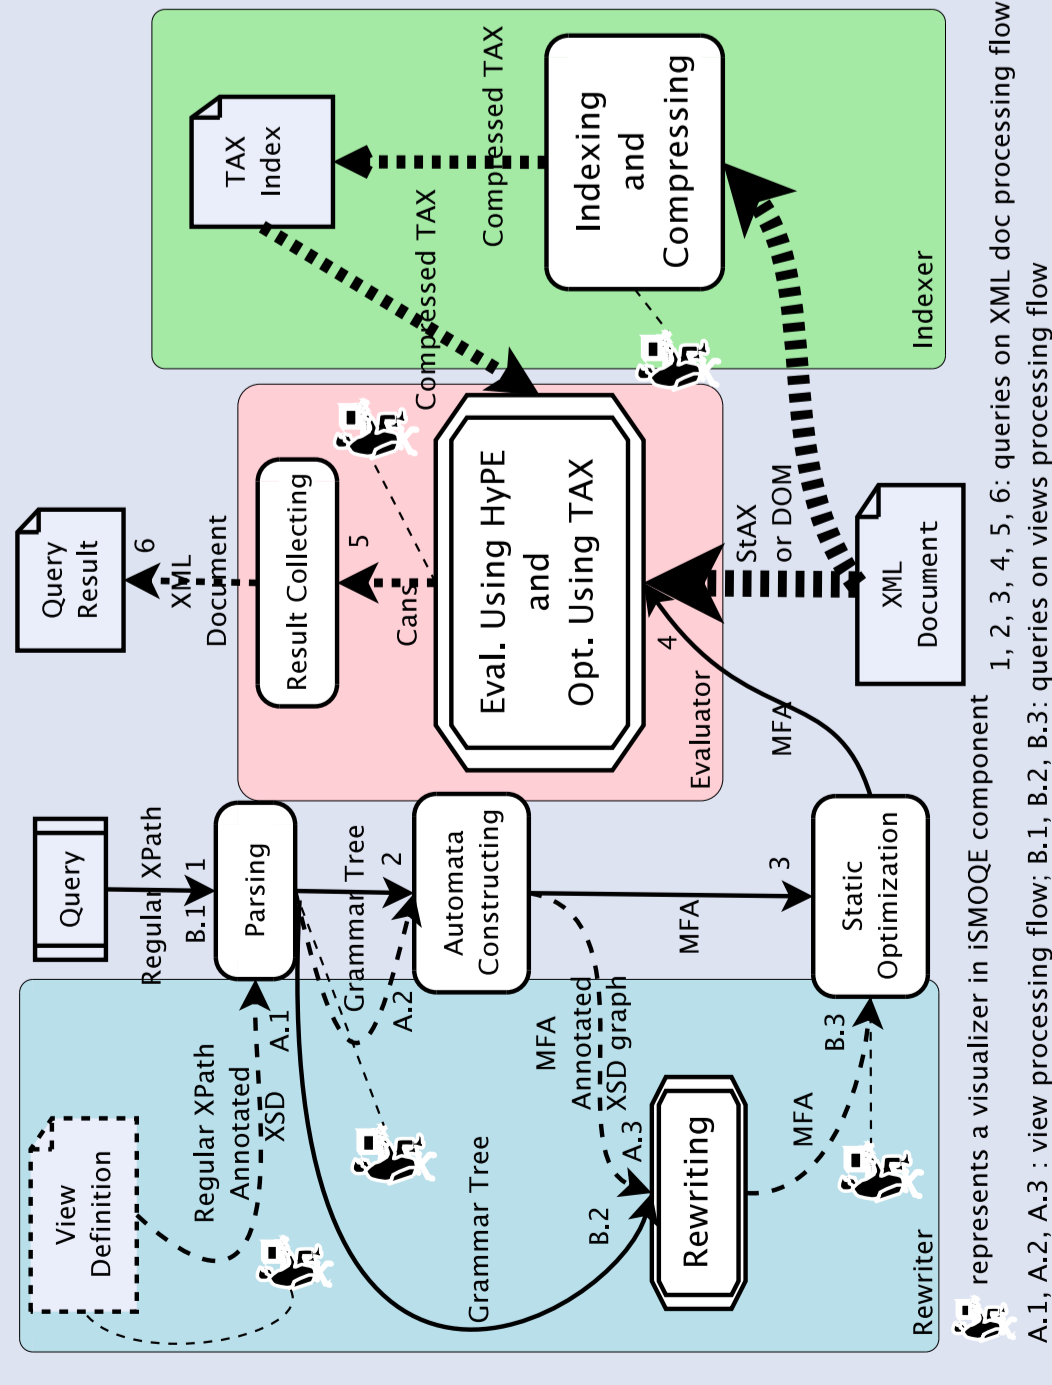 View
Definition
Query
Query
Result
TAX
Index
Regular XPath
Annotated
XSD
A.1
Regular XPath
B.1
1
Parsing
Grammar Tree
2
A.2
Automata
Constructing
Grammar Tree
MFA
Annotated
XSD graph
A.3
B.2
Rewriting
MFA
B.3
MFA
3
Static
Optimization
Rewriter
6
XML
Document
Result Collecting
5
Cans
Eval. Using HyPE
and
Opt. Using TAX
4
Evaluator
MFA
StAX
or DOM
XML
Document
Compressed TAX
Compressed TAX
Indexing
and
Compressing
Indexer
represents a visualizer in iSMOQE component
1, 2, 3, 4, 5, 6: queries on XML doc processing flow
A.1, A.2, A.3 : view processing flow; B.1, B.2, B.3: queries on views processing flow